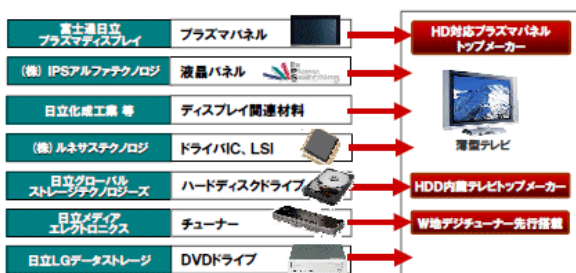 富士通日立
プラズマディスプレイ
プラズマパネル
HD対応プラズマパネル
トップメーカー
(株) IPSアルファテクノロジ
液晶パネル
In
Plane
Switching
日立化成工業 等
ディスプレイ関連材料
薄型テレビ
(株) ルネサステクノロジ
ドライバIC、LSI
日立グローバル
ストレージテクノロジーズ
ハードディスクドライブ
HDD内蔵テレビトップメーカー
日立メディア
エレクトロニクス
チューナー
W地デジチューナー先行搭載
日立LGデータストレージ
DVDドライブ